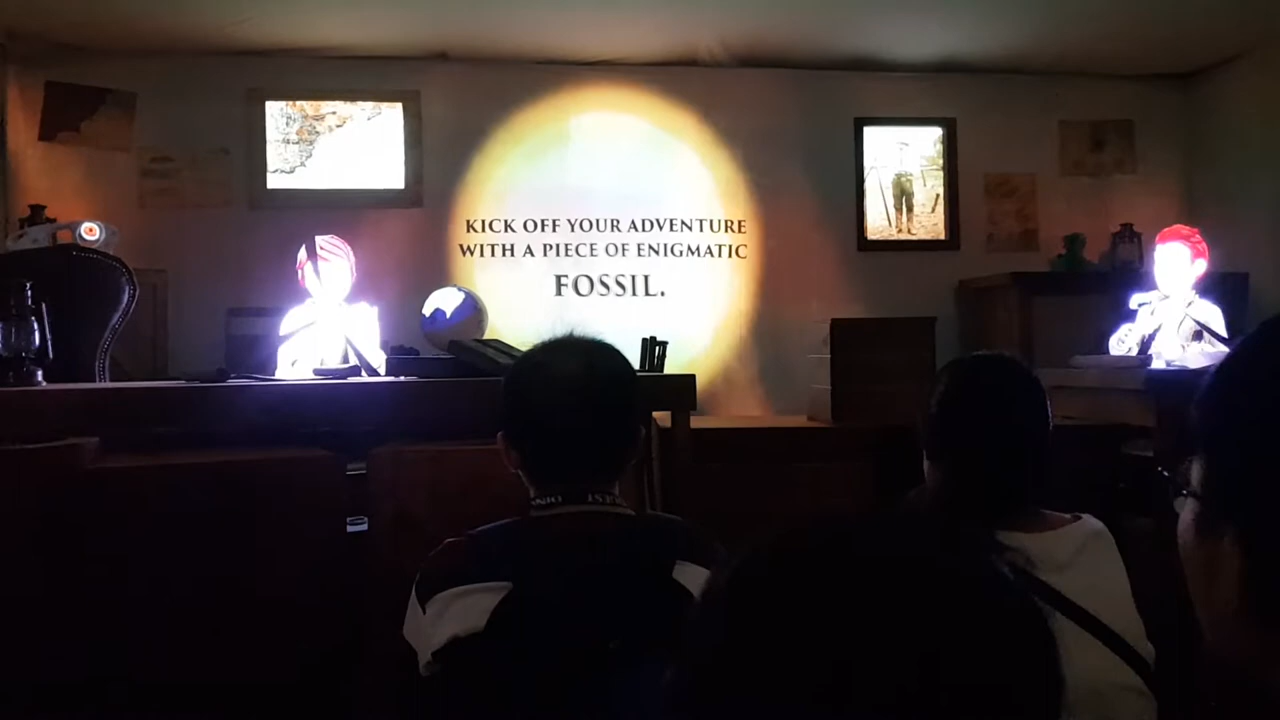 KICK OFF YOUR ADVENTURE
WITH A PIECE OF ENIGMATIC
FOSSIL.